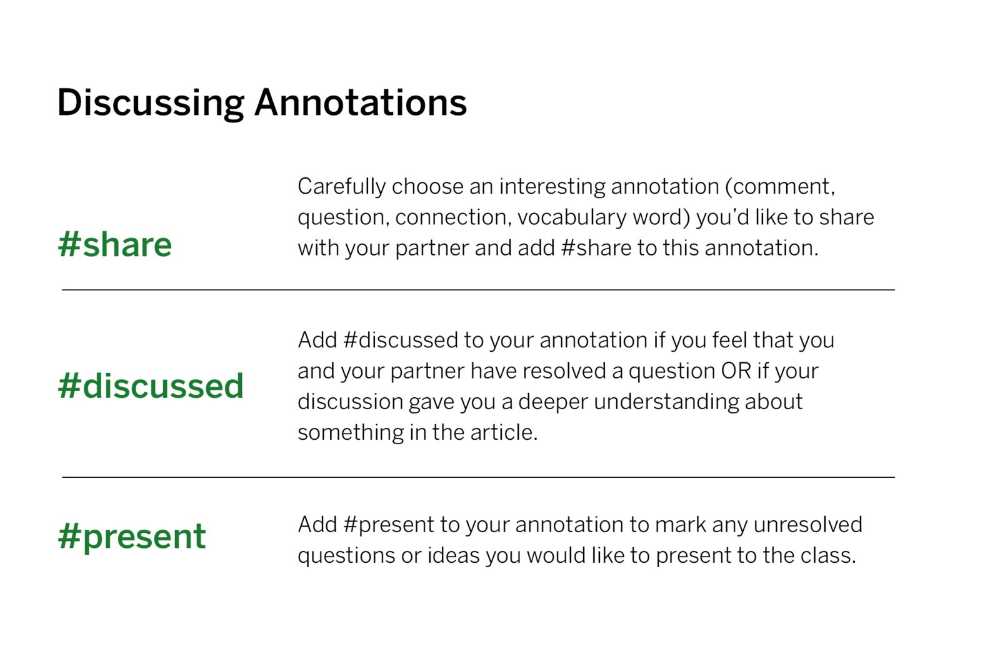 Discussing Annotations
#share
Carefully choose an interesting annotation (comment,
question, connection, vocabulary word) you’d like to share
with your partner and add #share to this annotation.
#discussed
Add #discussed to your annotation if you feel that you
and your partner have resolved a question OR if your
discussion gave you a deeper understanding about
something in the article.
#present
Add #present to your annotation to mark any unresolved
questions or ideas you would like to present to the class.